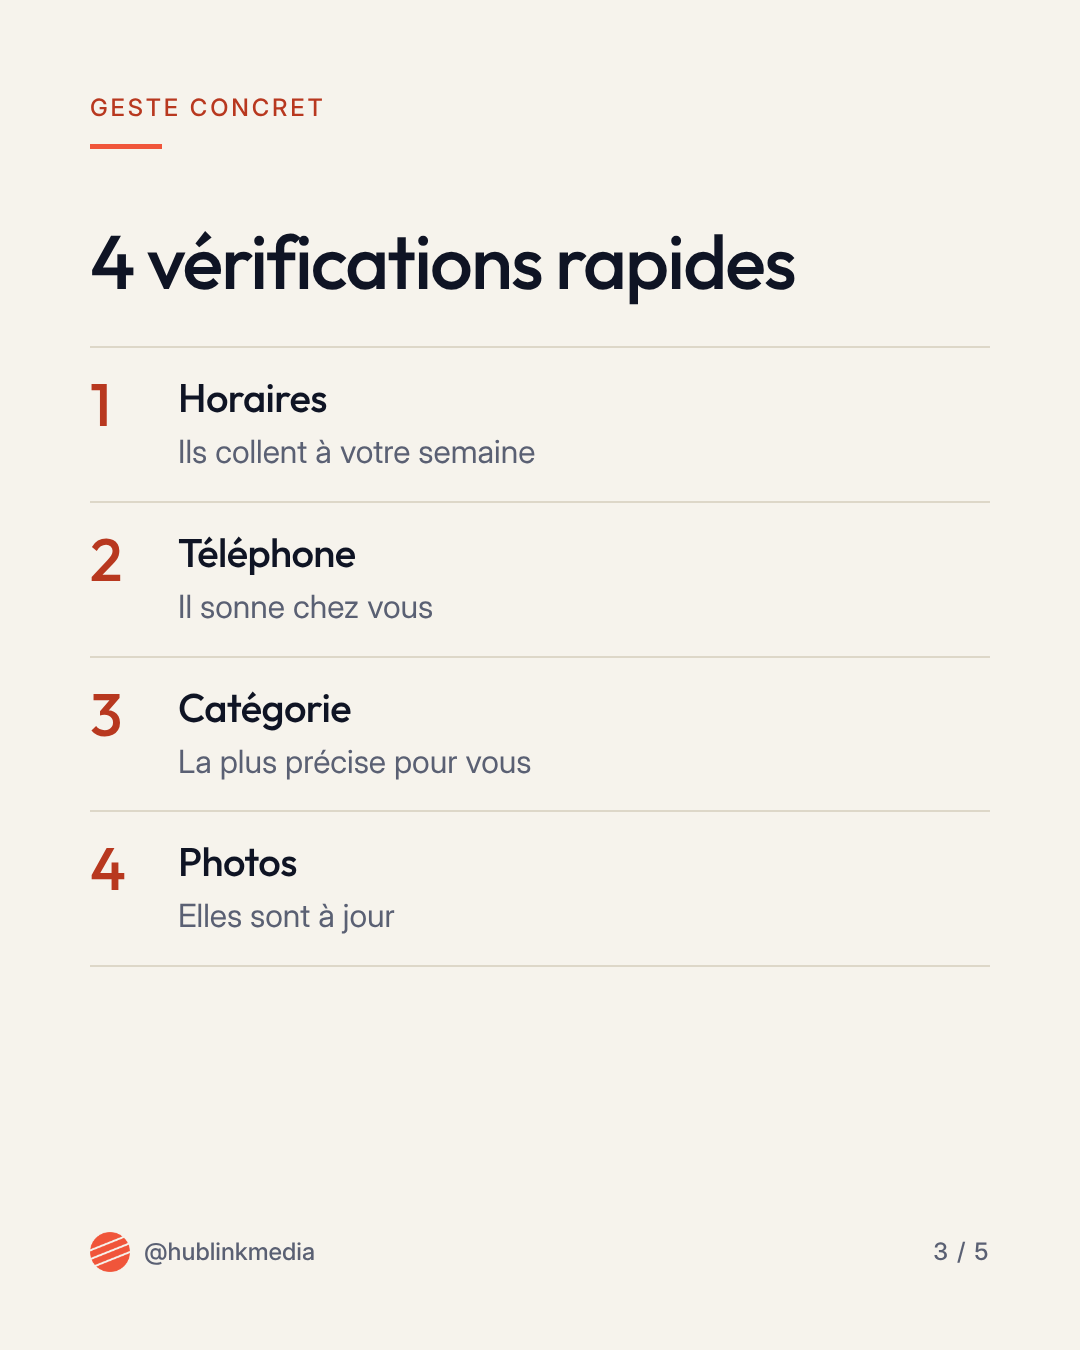 GESTE CONCRET
4 vérifications rapides
1 Horaires
Ils collent à votre semaine
2 Téléphone
Il sonne chez vous
3 Catégorie
La plus précise pour vous
4 Photos
Elles sont à jour
@hublinkmedia 3 / 5